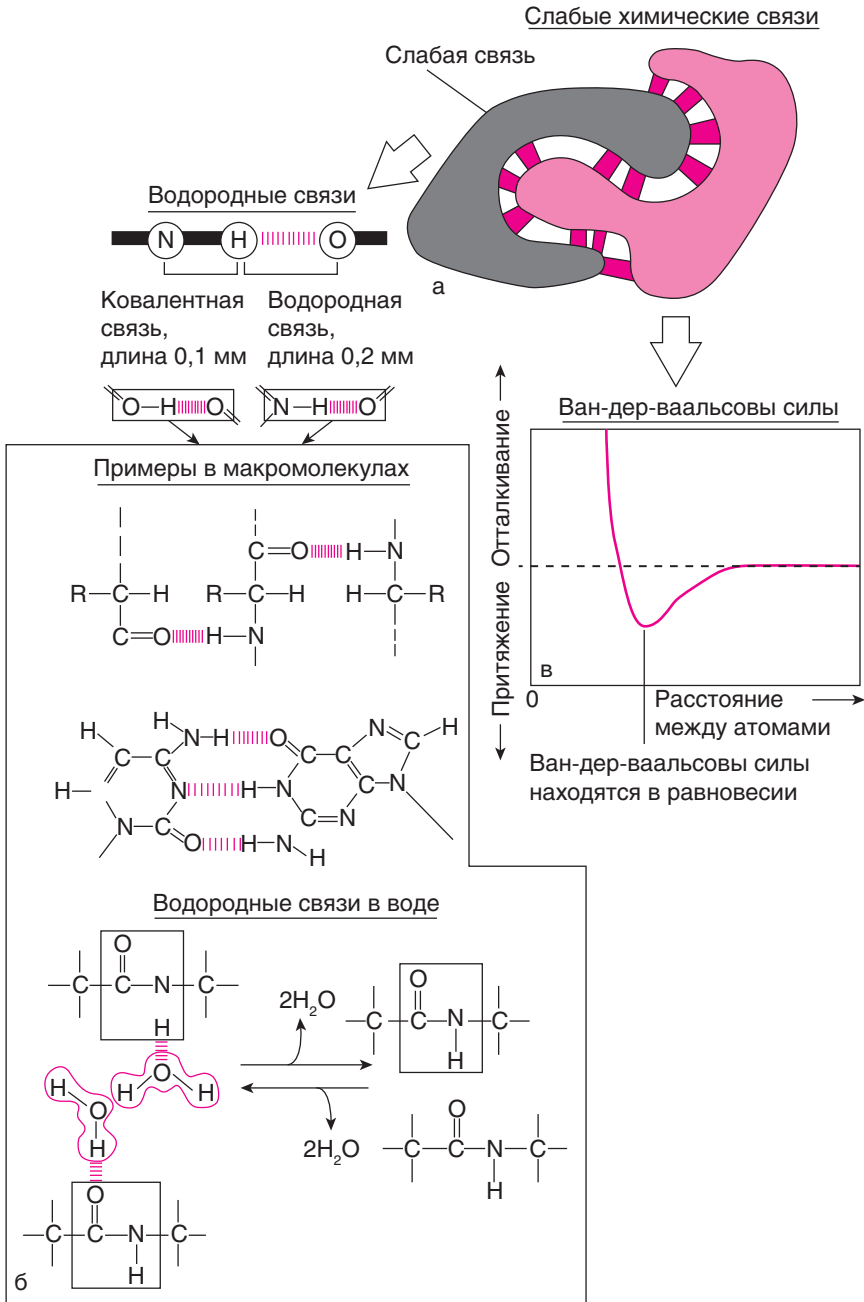 Слабые химические связи
Слабая связь
Водородные связи
N H O
а
Ковалентная связь, длина 0,1 мм
Водородная связь, длина 0,2 мм
O—H O
N—H O
Ван-дер-ваальсовы силы
Притяжение Отталкивание
в
0
Расстояние
между атомами
Ван-дер-ваальсовы силы
находятся в равновесии
Примеры в макромолекулах
C=O H—N
R—C—H R—C—H H—C—R
C=O H—N
H H
N—H O N H
C C C C
H— N H—N C C N
N—C C=N
O H—N
H
Водородные связи в воде
O
—C—C—N—C—
H
H O H
H O H
2H₂O
O
—C—C—N—C—
H
2H₂O
O
—C—C—N—C—
H
O
—C—C—N—C—
H
б